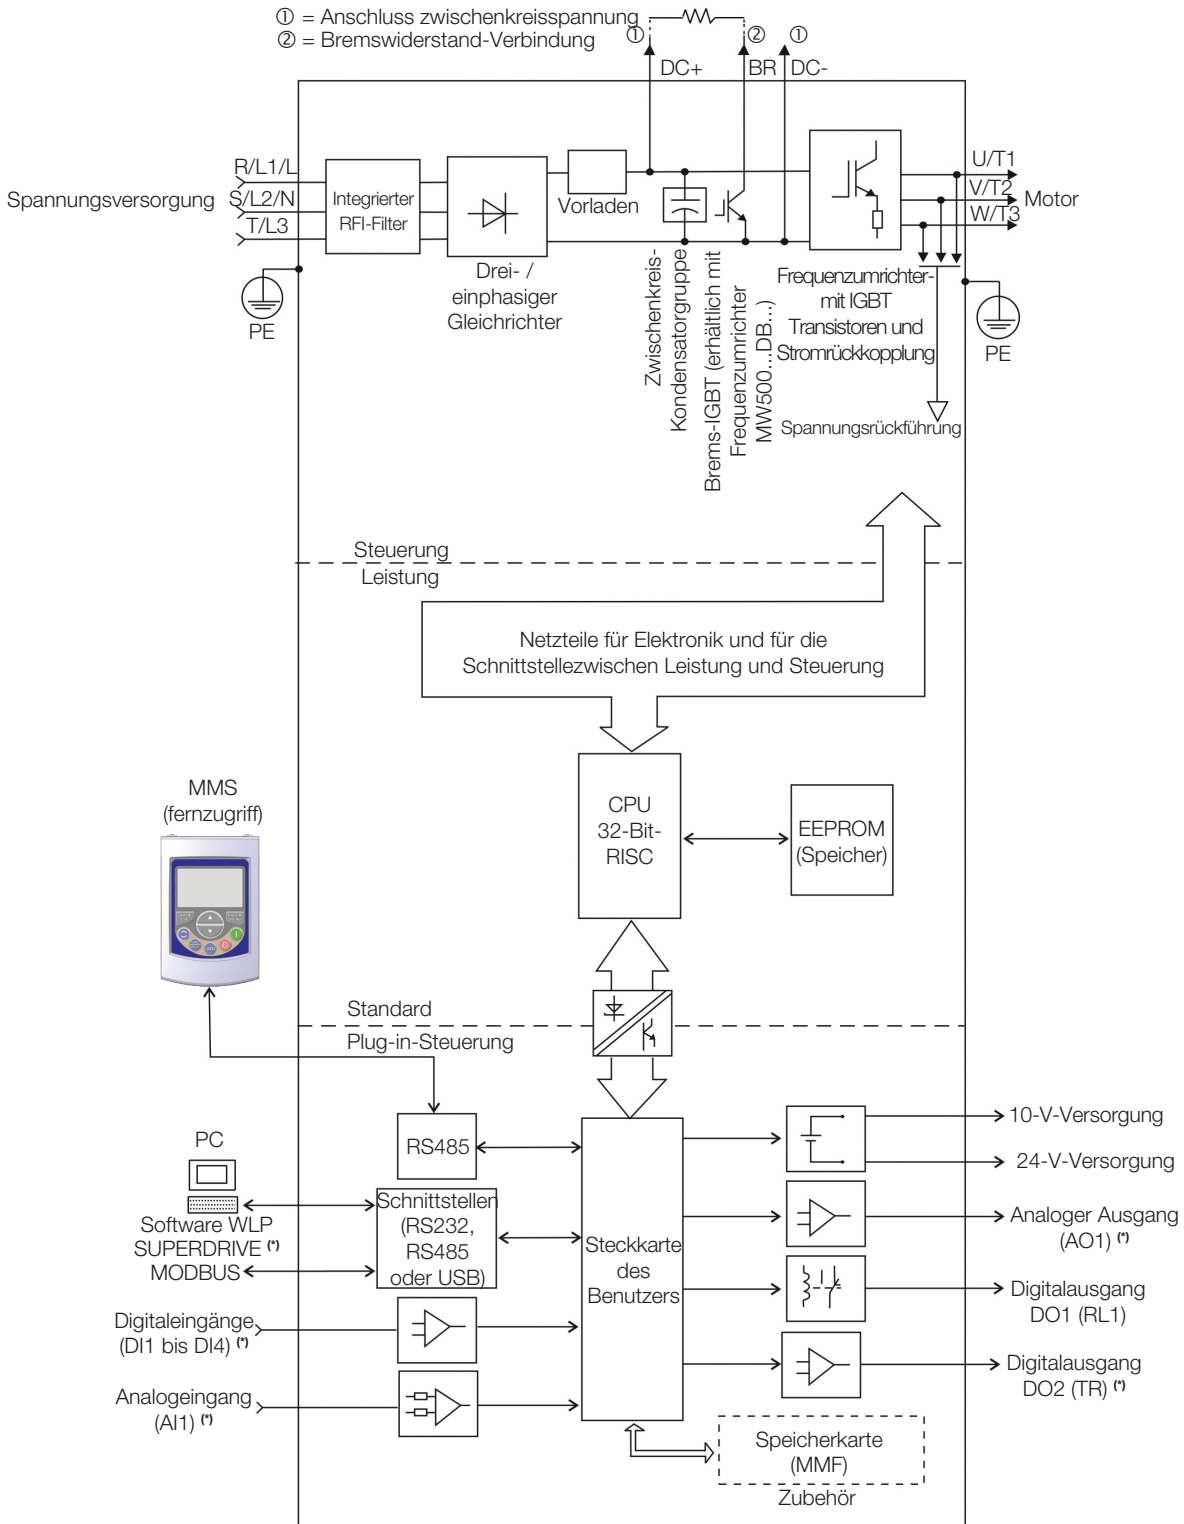 ① = Anschluss zwischenkreisspannung
② = Bremswiderstand-Verbindung
① ② ①
DC+ BR DC-
R/L1/L
S/L2/N
T/L3
Spannungsversorgung
Integrierter
RFI-Filter
Vorladen
Drei- /
einphasiger
Gleichrichter
Zwischenkreis-
Kondensatorgruppe
Brems-IGBT (erhältlich mit
Frequenzumrichter
MW500...DB...)
U/T1
V/T2
W/T3
Motor
Frequenzumrichter-
mit IGBT
Transistoren und
Stromrückkopplung
PE
PE
Spannungsrückführung
Steuerung
Leistung
Netzteile für Elektronik und für die
Schnittstellezwischen Leistung und Steuerung
MMS
(fernzugriff)
CPU
32-Bit-
RISC
EEPROM
(Speicher)
Standard
Plug-in-Steuerung
RS485
PC
Software WLP
SUPERDRIVE (*)
MODBUS
Schnittstellen
(RS232,
RS485
oder USB)
Digitaleingänge
(DI1 bis DI4) (*)
Analogeingang
(AI1) (*)
Steckkarte
des
Benutzers
10-V-Versorgung
24-V-Versorgung
Analoger Ausgang
(AO1) (*)
Digitalausgang
DO1 (RL1)
Digitalausgang
DO2 (TR) (*)
Speicherkarte
(MMF)
Zubehör